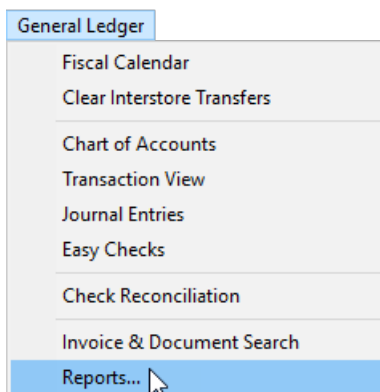 General Ledger
Fiscal Calendar
Clear Interstore Transfers
Chart of Accounts
Transaction View
Journal Entries
Easy Checks
Check Reconciliation
Invoice & Document Search
Reports...